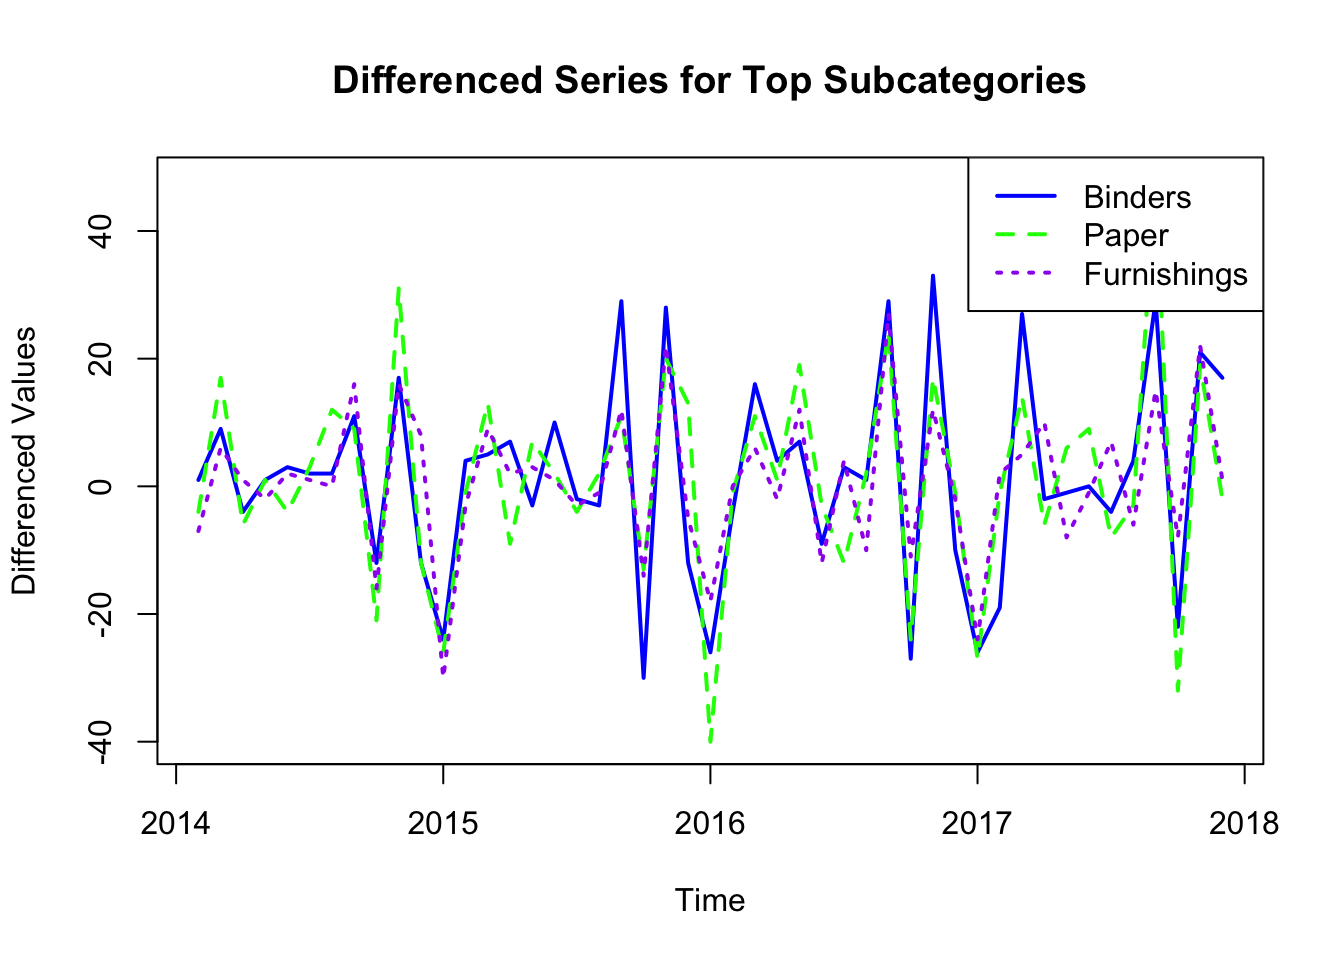 Differenced Series for Top Subcategories
Binders
Paper
Furnishings
Differenced Values
40
20
0
-20
-40
2014 2015 2016 2017 2018
Time